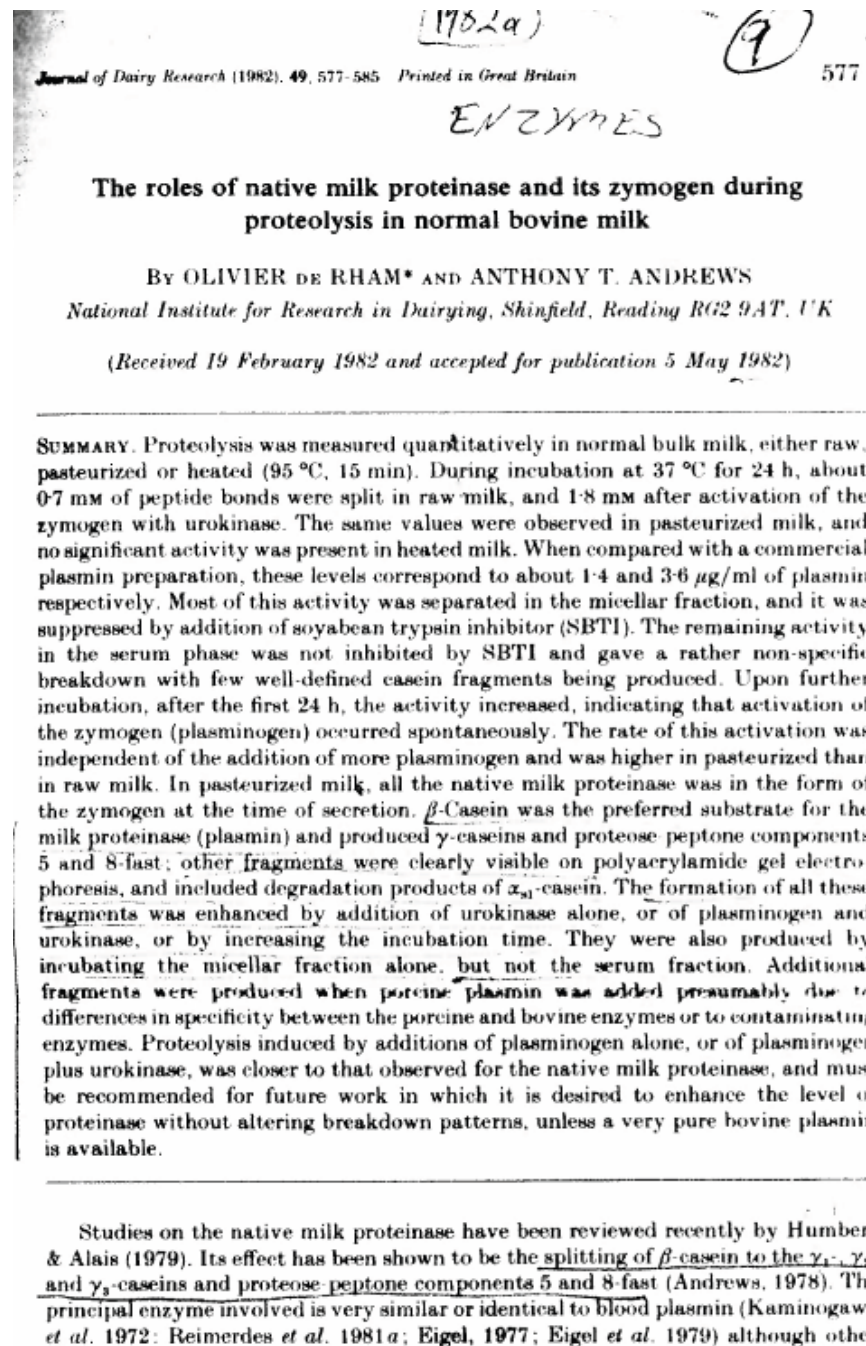 (1982a)
9
Journal of Dairy Research (1982), 49, 577-585 Printed in Great Britain 577
ENZYMES
The roles of native milk proteinase and its zymogen during
proteolysis in normal bovine milk
By OLIVIER DE RHAM* AND ANTHONY T. ANDREWS
National Institute for Research in Dairying, Shinfield, Reading RG2 9AT, UK
(Received 19 February 1982 and accepted for publication 5 May 1982)
SUMMARY. Proteolysis was measured quantitatively in normal bulk milk, either raw,
pasteurized or heated (95 °C, 15 min). During incubation at 37 °C for 24 h, about
0·7 mM of peptide bonds were split in raw milk, and 1·8 mM after activation of the
zymogen with urokinase. The same values were observed in pasteurized milk, and
no significant activity was present in heated milk. When compared with a commercial
plasmin preparation, these levels correspond to about 1·4 and 3·6 μg/ml of plasmin
respectively. Most of this activity was separated in the micellar fraction, and it was
suppressed by addition of soyabean trypsin inhibitor (SBTI). The remaining activity
in the serum phase was not inhibited by SBTI and gave a rather non-specific
breakdown with few well-defined casein fragments being produced. Upon further
incubation, after the first 24 h, the activity increased, indicating that activation of
the zymogen (plasminogen) occurred spontaneously. The rate of this activation was
independent of the addition of more plasminogen and was higher in pasteurized than
in raw milk. In pasteurized milk, all the native milk proteinase was in the form of
the zymogen at the time of secretion. β-Casein was the preferred substrate for the
milk proteinase (plasmin) and produced γ-caseins and proteose peptone components
5 and 8-fast; other fragments were clearly visible on polyacrylamide gel electro
phoresis, and included degradation products of αs1-casein. The formation of all these
fragments was enhanced by addition of urokinase alone, or of plasminogen and
urokinase, or by increasing the incubation time. They were also produced by
incubating the micellar fraction alone, but not the serum fraction. Additiona
fragments were produced when porcine plasmin was added presumably due to
differences in specificity between the porcine and bovine enzymes or to contaminating
enzymes. Proteolysis induced by additions of plasminogen alone, or of plasminogen
plus urokinase, was closer to that observed for the native milk proteinase, and mus
be recommended for future work in which it is desired to enhance the level o
proteinase without altering breakdown patterns, unless a very pure bovine plasmi
is available.
Studies on the native milk proteinase have been reviewed recently by Humber
& Alais (1979). Its effect has been shown to be the splitting of β-casein to the γ1-, γ
and γ3-caseins and proteose-peptone components 5 and 8-fast (Andrews, 1978). Th
principal enzyme involved is very similar or identical to blood plasmin (Kaminogaw
et al. 1972; Reimerdes et al. 1981a; Eigel, 1977; Eigel et al. 1979) although othe